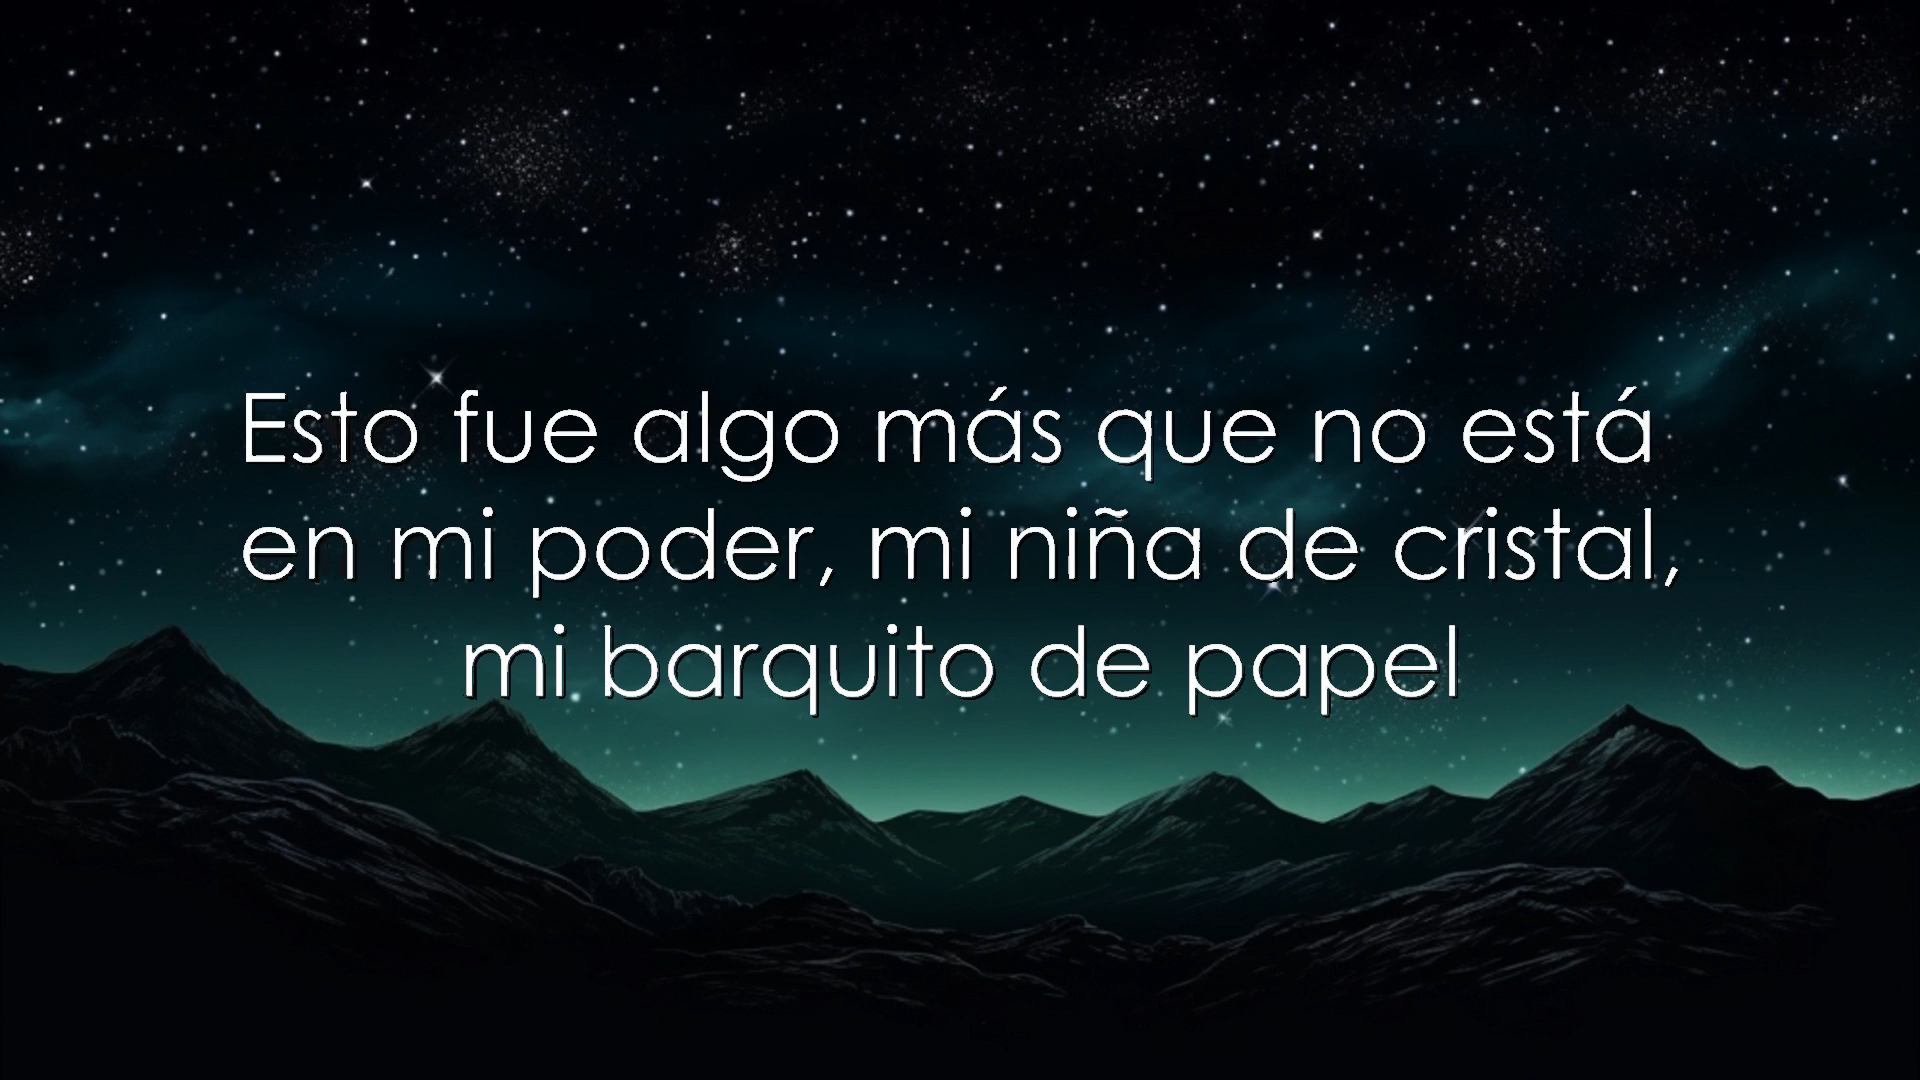 Esto fue algo más que no está
en mi poder, mi niña de cristal,
mi barquito de papel